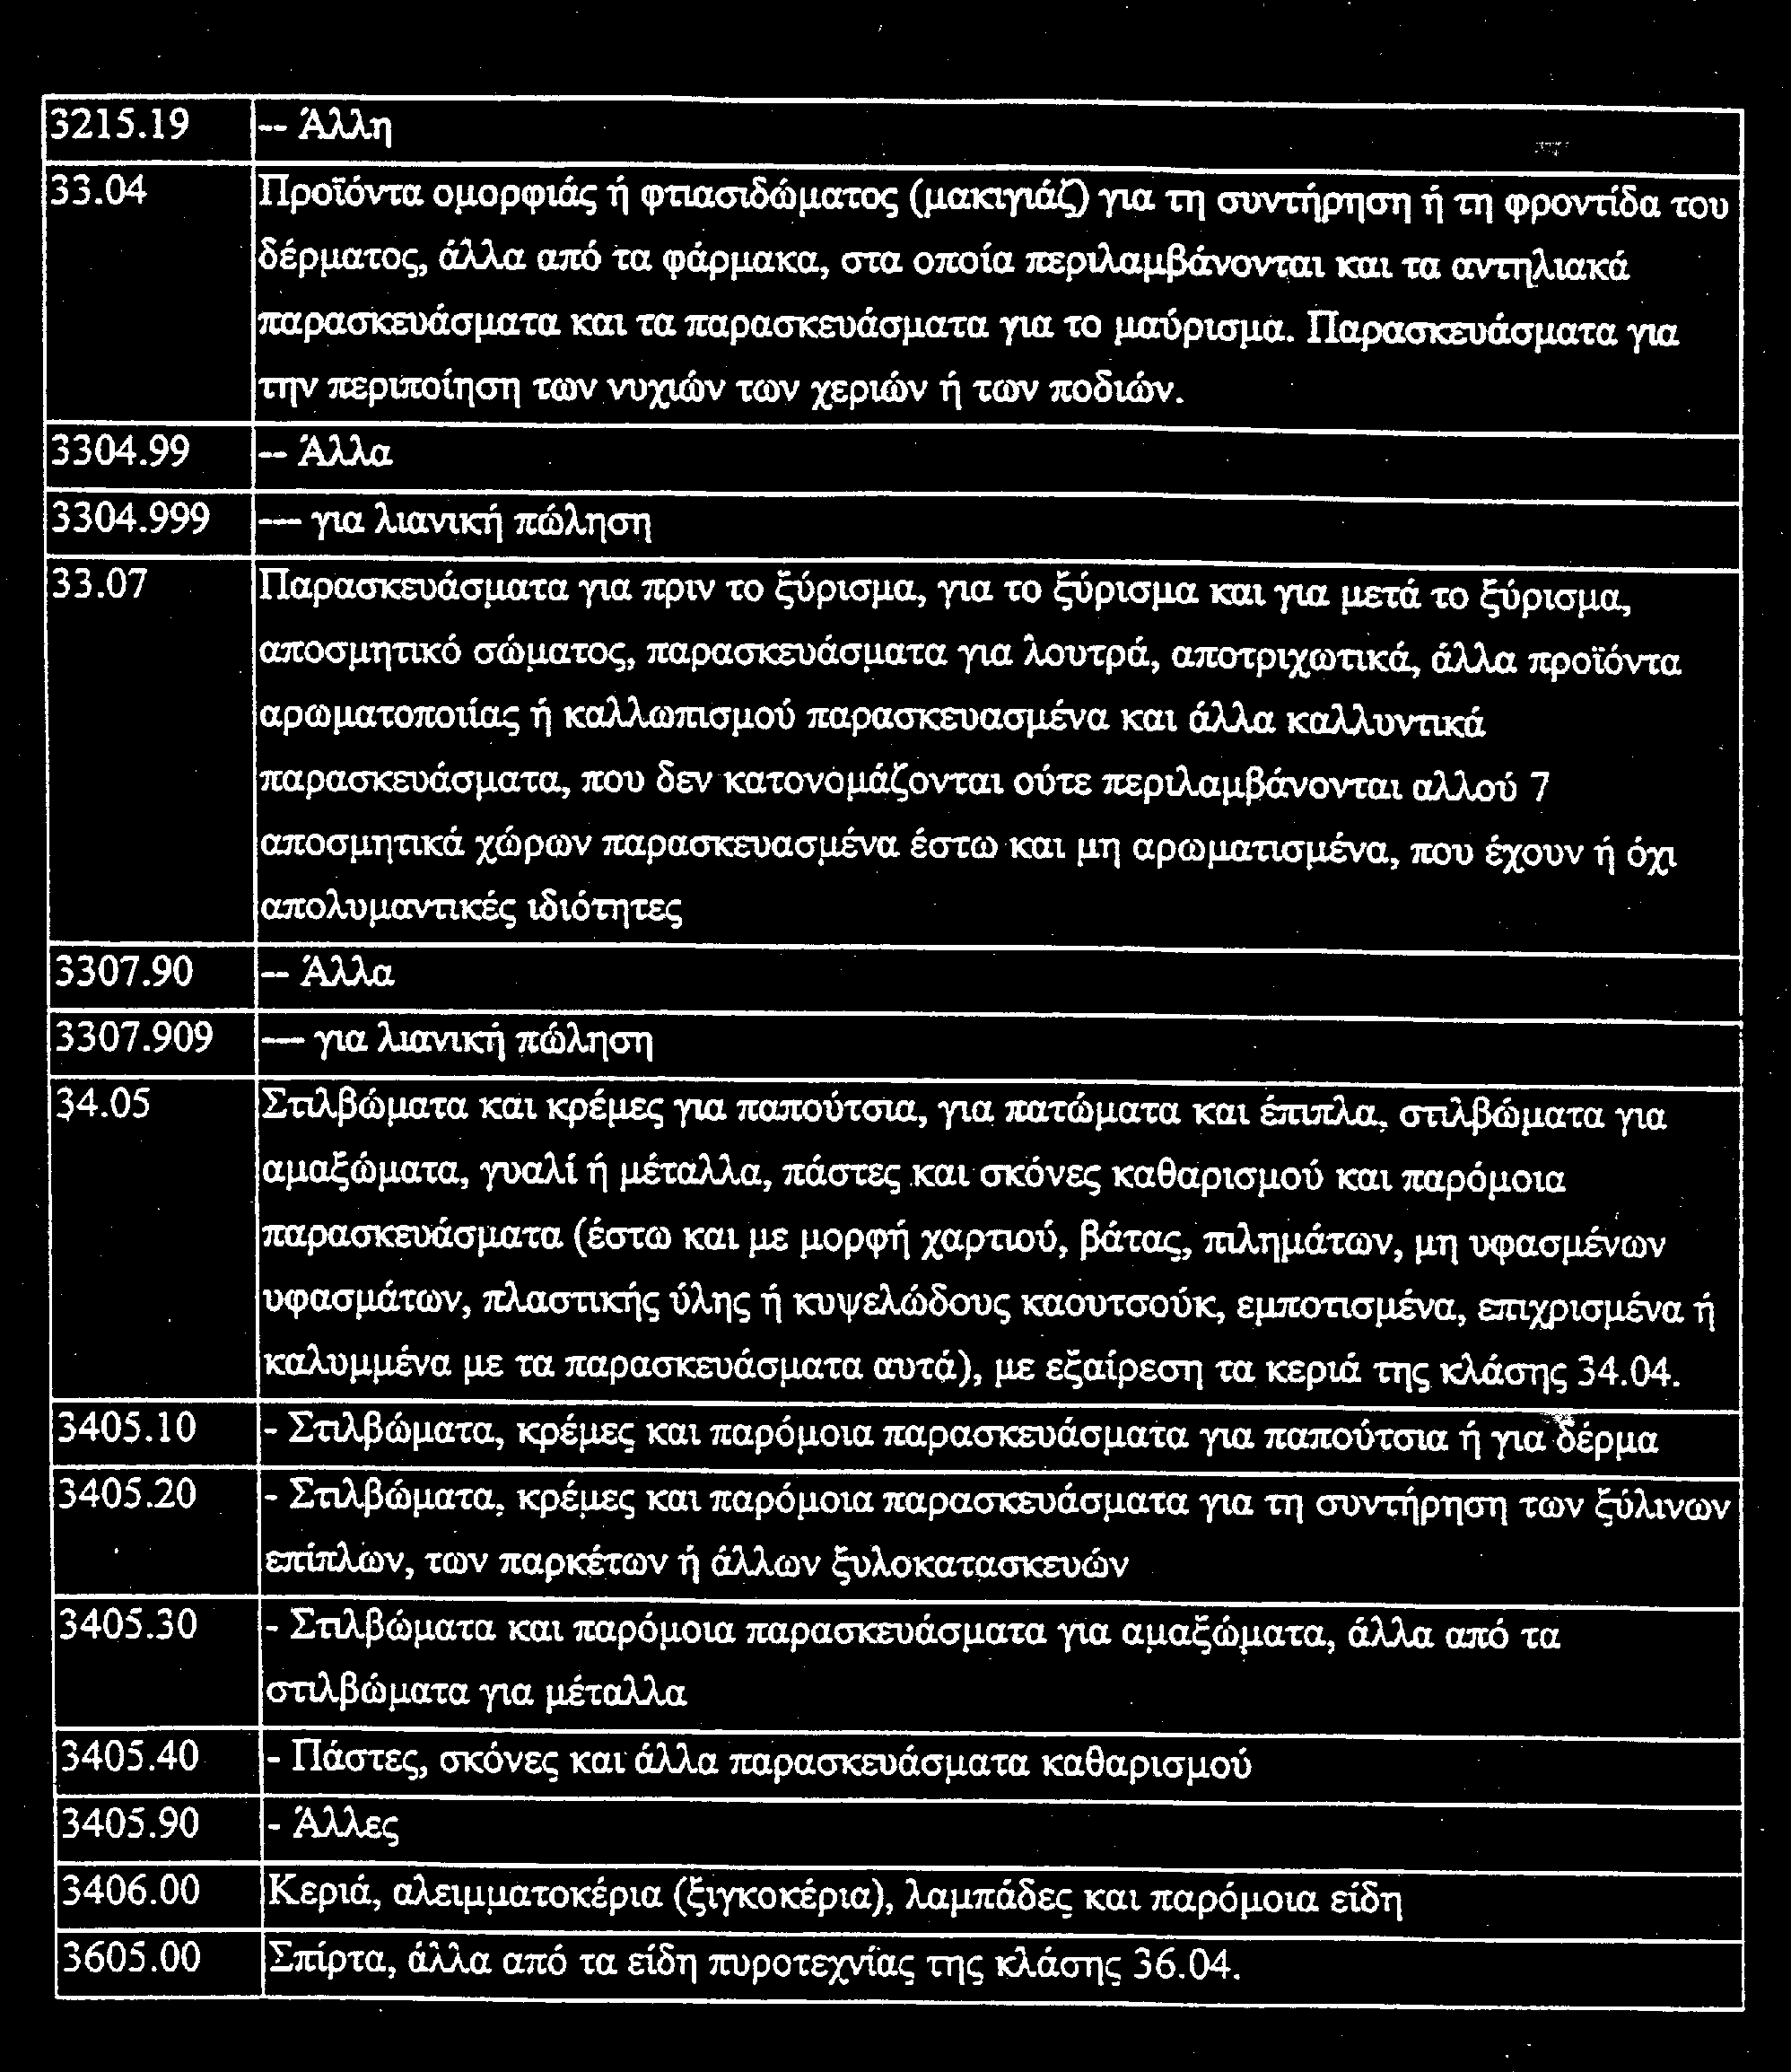 3215.19 -- Άλλη
33.04 Προϊόντα ομορφιάς ή φτιασιδώματος (μακιγιάζ) για τη συντήρηση ή τη φροντίδα του
δέρματος, άλλα από τα φάρμακα, στα οποία περιλαμβάνονται και τα αντηλιακά
παρασκευάσματα και τα παρασκευάσματα για το μαύρισμα. Παρασκευάσματα για
την περιποίηση των νυχιών των χεριών ή των ποδιών.
3304.99 -- Άλλα
3304.999 --- για λιανική πώληση
33.07 Παρασκευάσματα για πριν το ξύρισμα, για το ξύρισμα και για μετά το ξύρισμα,
αποσμητικό σώματος, παρασκευάσματα για λουτρά, αποτριχωτικά, άλλα προϊόντα
αρωματοποιίας ή καλλωπισμού παρασκευασμένα και άλλα καλλυντικά
παρασκευάσματα, που δεν κατονομάζονται ούτε περιλαμβάνονται αλλού 7
αποσμητικά χώρων παρασκευασμένα έστω και μη αρωματισμένα, που έχουν ή όχι
απολυμαντικές ιδιότητες
3307.90 -- Άλλα
3307.909 --- για λιανική πώληση
34.05 Στιλβώματα και κρέμες για παπούτσια, για πατώματα και έπιπλα, στιλβώματα για
αμαξώματα, γυαλί ή μέταλλα, πάστες και σκόνες καθαρισμού και παρόμοια
παρασκευάσματα (έστω και με μορφή χαρτιού, βάτας, πιλημάτων, μη υφασμένων
υφασμάτων, πλαστικής ύλης ή κυψελώδους καουτσούκ, εμποτισμένα, επιχρισμένα ή
καλυμμένα με τα παρασκευάσματα αυτά), με εξαίρεση τα κεριά της κλάσης 34.04.
3405.10 - Στιλβώματα, κρέμες και παρόμοια παρασκευάσματα για παπούτσια ή για δέρμα
3405.20 - Στιλβώματα, κρέμες και παρόμοια παρασκευάσματα για τη συντήρηση των ξύλινων
επίπλων, των παρκέτων ή άλλων ξυλοκατασκευών
3405.30 - Στιλβώματα και παρόμοια παρασκευάσματα για αμαξώματα, άλλα από τα
στιλβώματα για μέταλλα
3405.40 - Πάστες, σκόνες και άλλα παρασκευάσματα καθαρισμού
3405.90 - Άλλες
3406.00 Κεριά, αλειμματοκέρια (ξιγκοκέρια), λαμπάδες και παρόμοια είδη
3605.00 Σπίρτα, άλλα από τα είδη πυροτεχνίας της κλάσης 36.04.